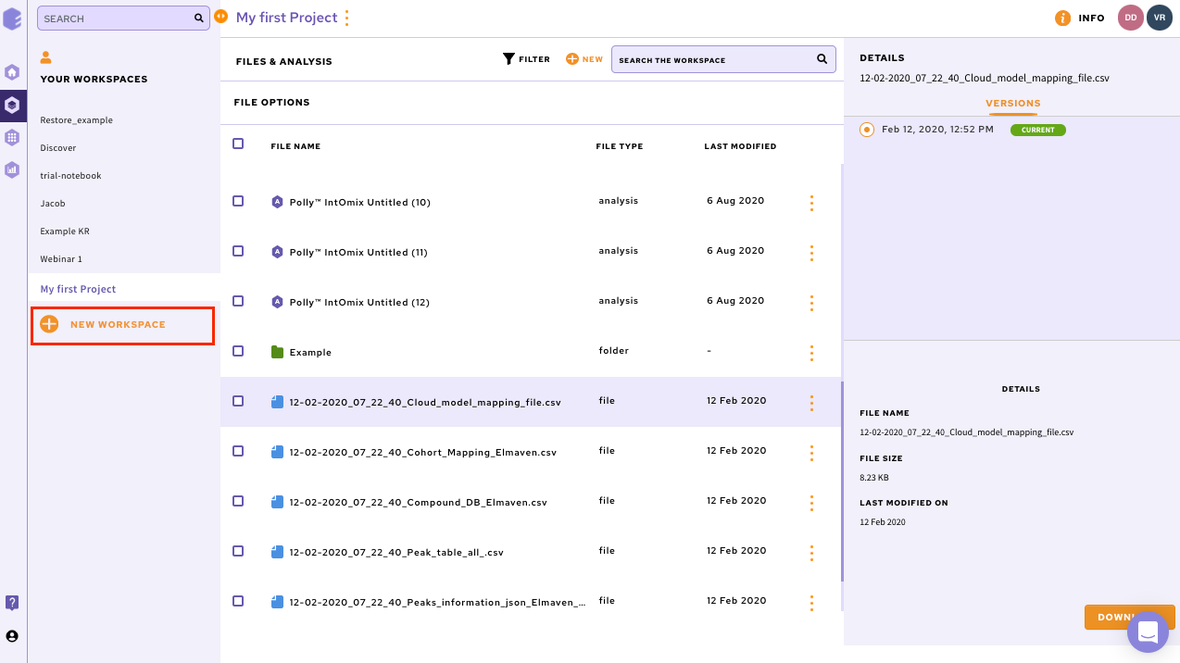 SEARCH
My first Project
INFO
DD
VR
YOUR WORKSPACES
Restore_example
Discover
trial-notebook
Jacob
Example KR
Webinar 1
My first Project
NEW WORKSPACE
FILES & ANALYSIS
FILTER
NEW
SEARCH THE WORKSPACE
FILE OPTIONS
FILE NAME FILE TYPE LAST MODIFIED
A Polly™ IntOmix Untitled (10) analysis 6 Aug 2020
A Polly™ IntOmix Untitled (11) analysis 6 Aug 2020
A Polly™ IntOmix Untitled (12) analysis 6 Aug 2020
Example folder -
12-02-2020_07_22_40_Cloud_model_mapping_file.csv file 12 Feb 2020
12-02-2020_07_22_40_Cohort_Mapping_Elmaven.csv file 12 Feb 2020
12-02-2020_07_22_40_Compound_DB_Elmaven.csv file 12 Feb 2020
12-02-2020_07_22_40_Peak_table_all_.csv file 12 Feb 2020
12-02-2020_07_22_40_Peaks_information_json_Elmaven_... file 12 Feb 2020
DETAILS
12-02-2020_07_22_40_Cloud_model_mapping_file.csv
VERSIONS
Feb 12, 2020, 12:52 PM CURRENT
DETAILS
FILE NAME
12-02-2020_07_22_40_Cloud_model_mapping_file.csv
FILE SIZE
8.23 KB
LAST MODIFIED ON
12 Feb 2020
?